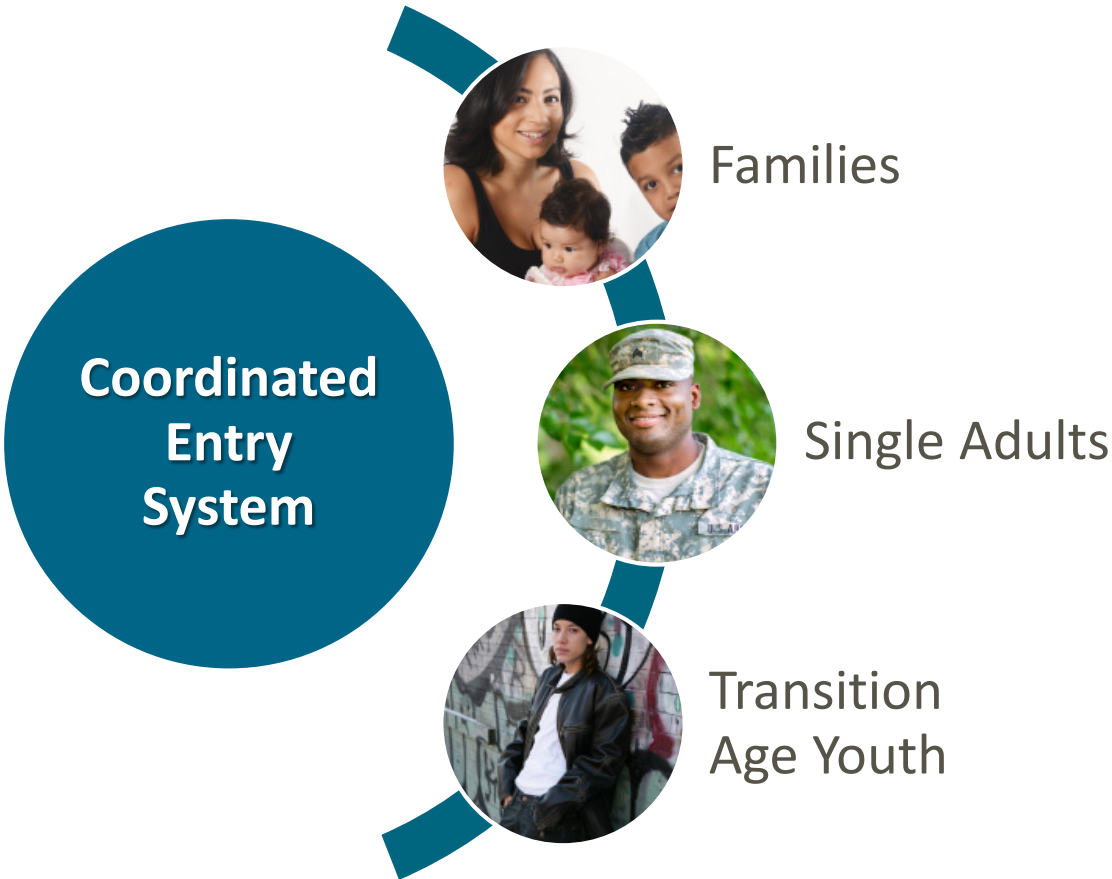 Coordinated
Entry
System
Families
Single Adults
Transition
Age Youth